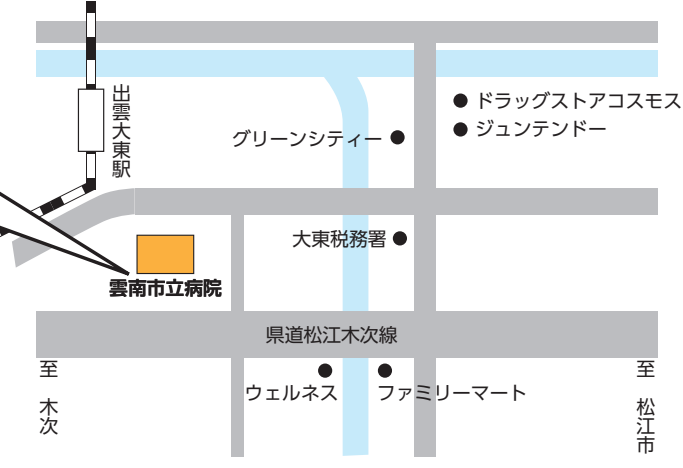 出雲大東駅
ドラッグストアコスモス
ジュンテンドー
グリーンシティー
大東税務署
雲南市立病院
県道松江木次線
ウェルネス
ファミリーマート
至 木次
至 松江市